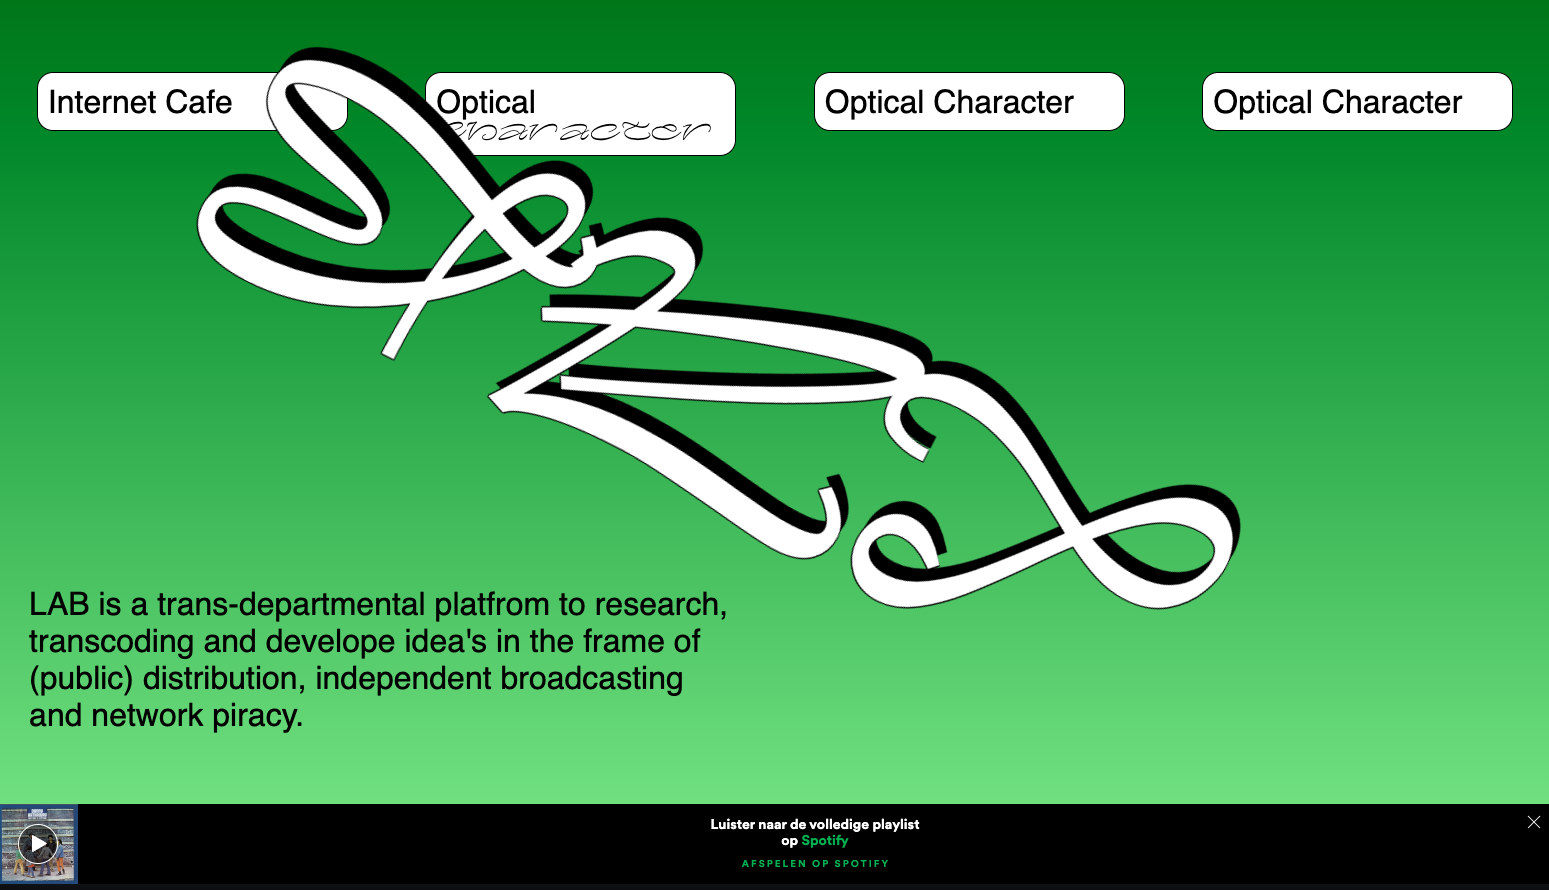 Internet Cafe
Optical
Character
Optical Character
Optical Character
LAB is a trans-departmental platfrom to research,
transcoding and develope idea's in the frame of
(public) distribution, independent broadcasting
and network piracy.
Luister naar de volledige playlist
op Spotify
AFSPELEN OP SPOTIFY